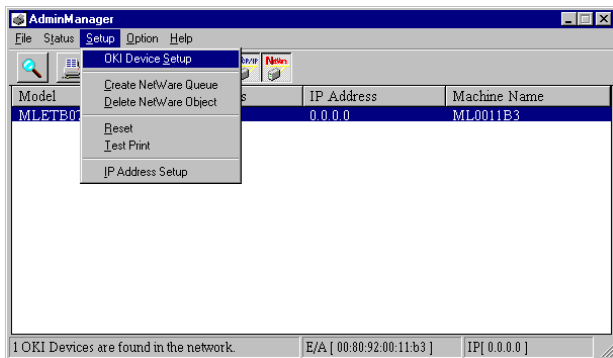 AdminManager
File Status Setup Option Help
OKI Device Setup
Create NetWare Queue
Delete NetWare Object
Reset
Test Print
IP Address Setup
Model IP Address Machine Name
0.0.0.0 ML0011B3
1 OKI Devices are found in the network. E/A [ 00:80:92:00:11:b3 ] IP[ 0.0.0.0 ]